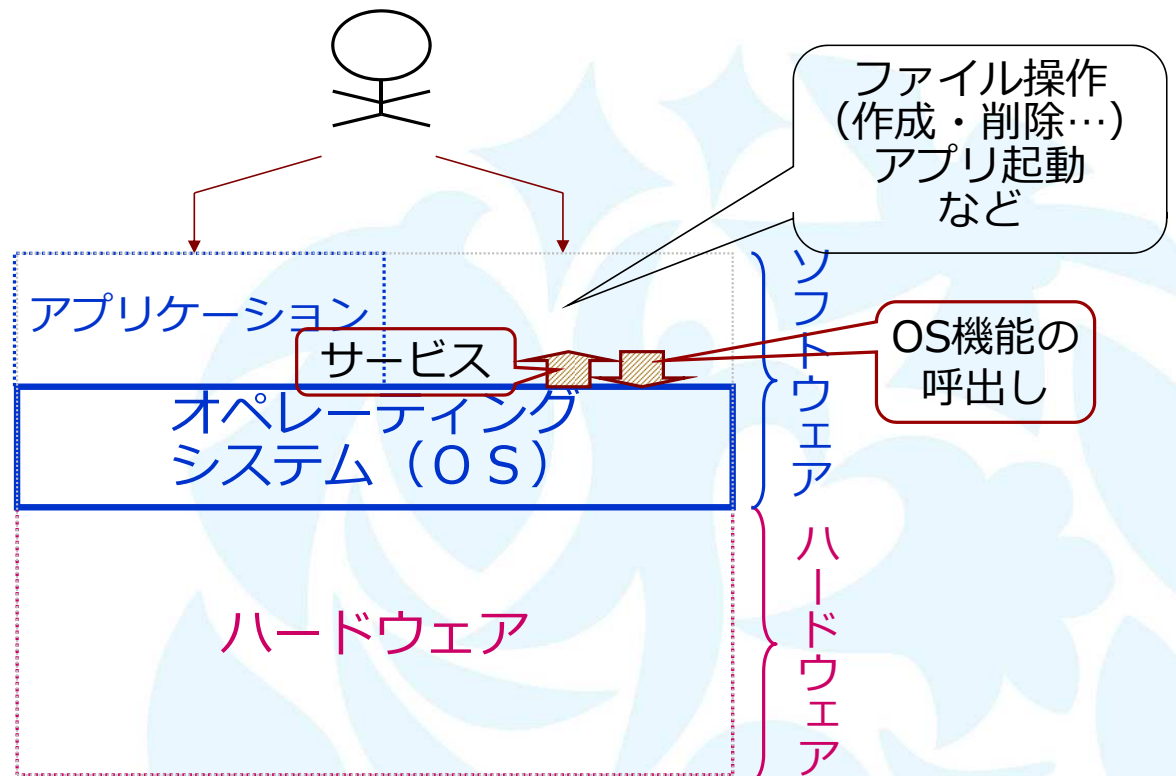 ファイル操作
（作成・削除…）
アプリ起動
など
アプリケーション
サービス
OS機能の
呼出し
オペレーティング
システム（ＯＳ）
ソフトウェア
ハードウェア
ハードウェア